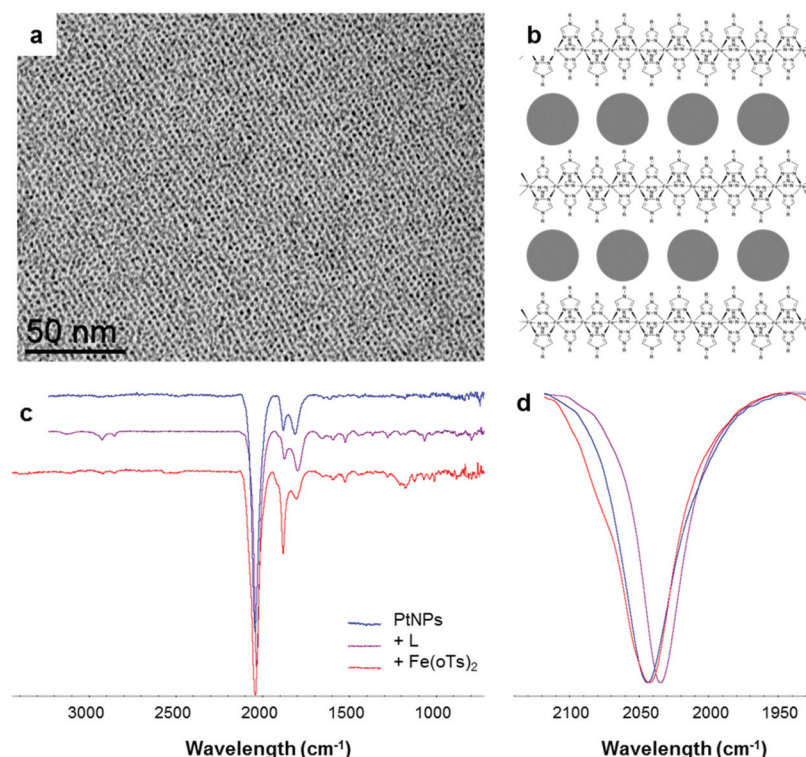 a
b
50 nm
c
d
PtNPs
+ L
+ Fe(oTs)2
3000 2500 2000 1500 1000
2100 2050 2000 1950
Wavelength (cm-1)
Wavelength (cm-1)